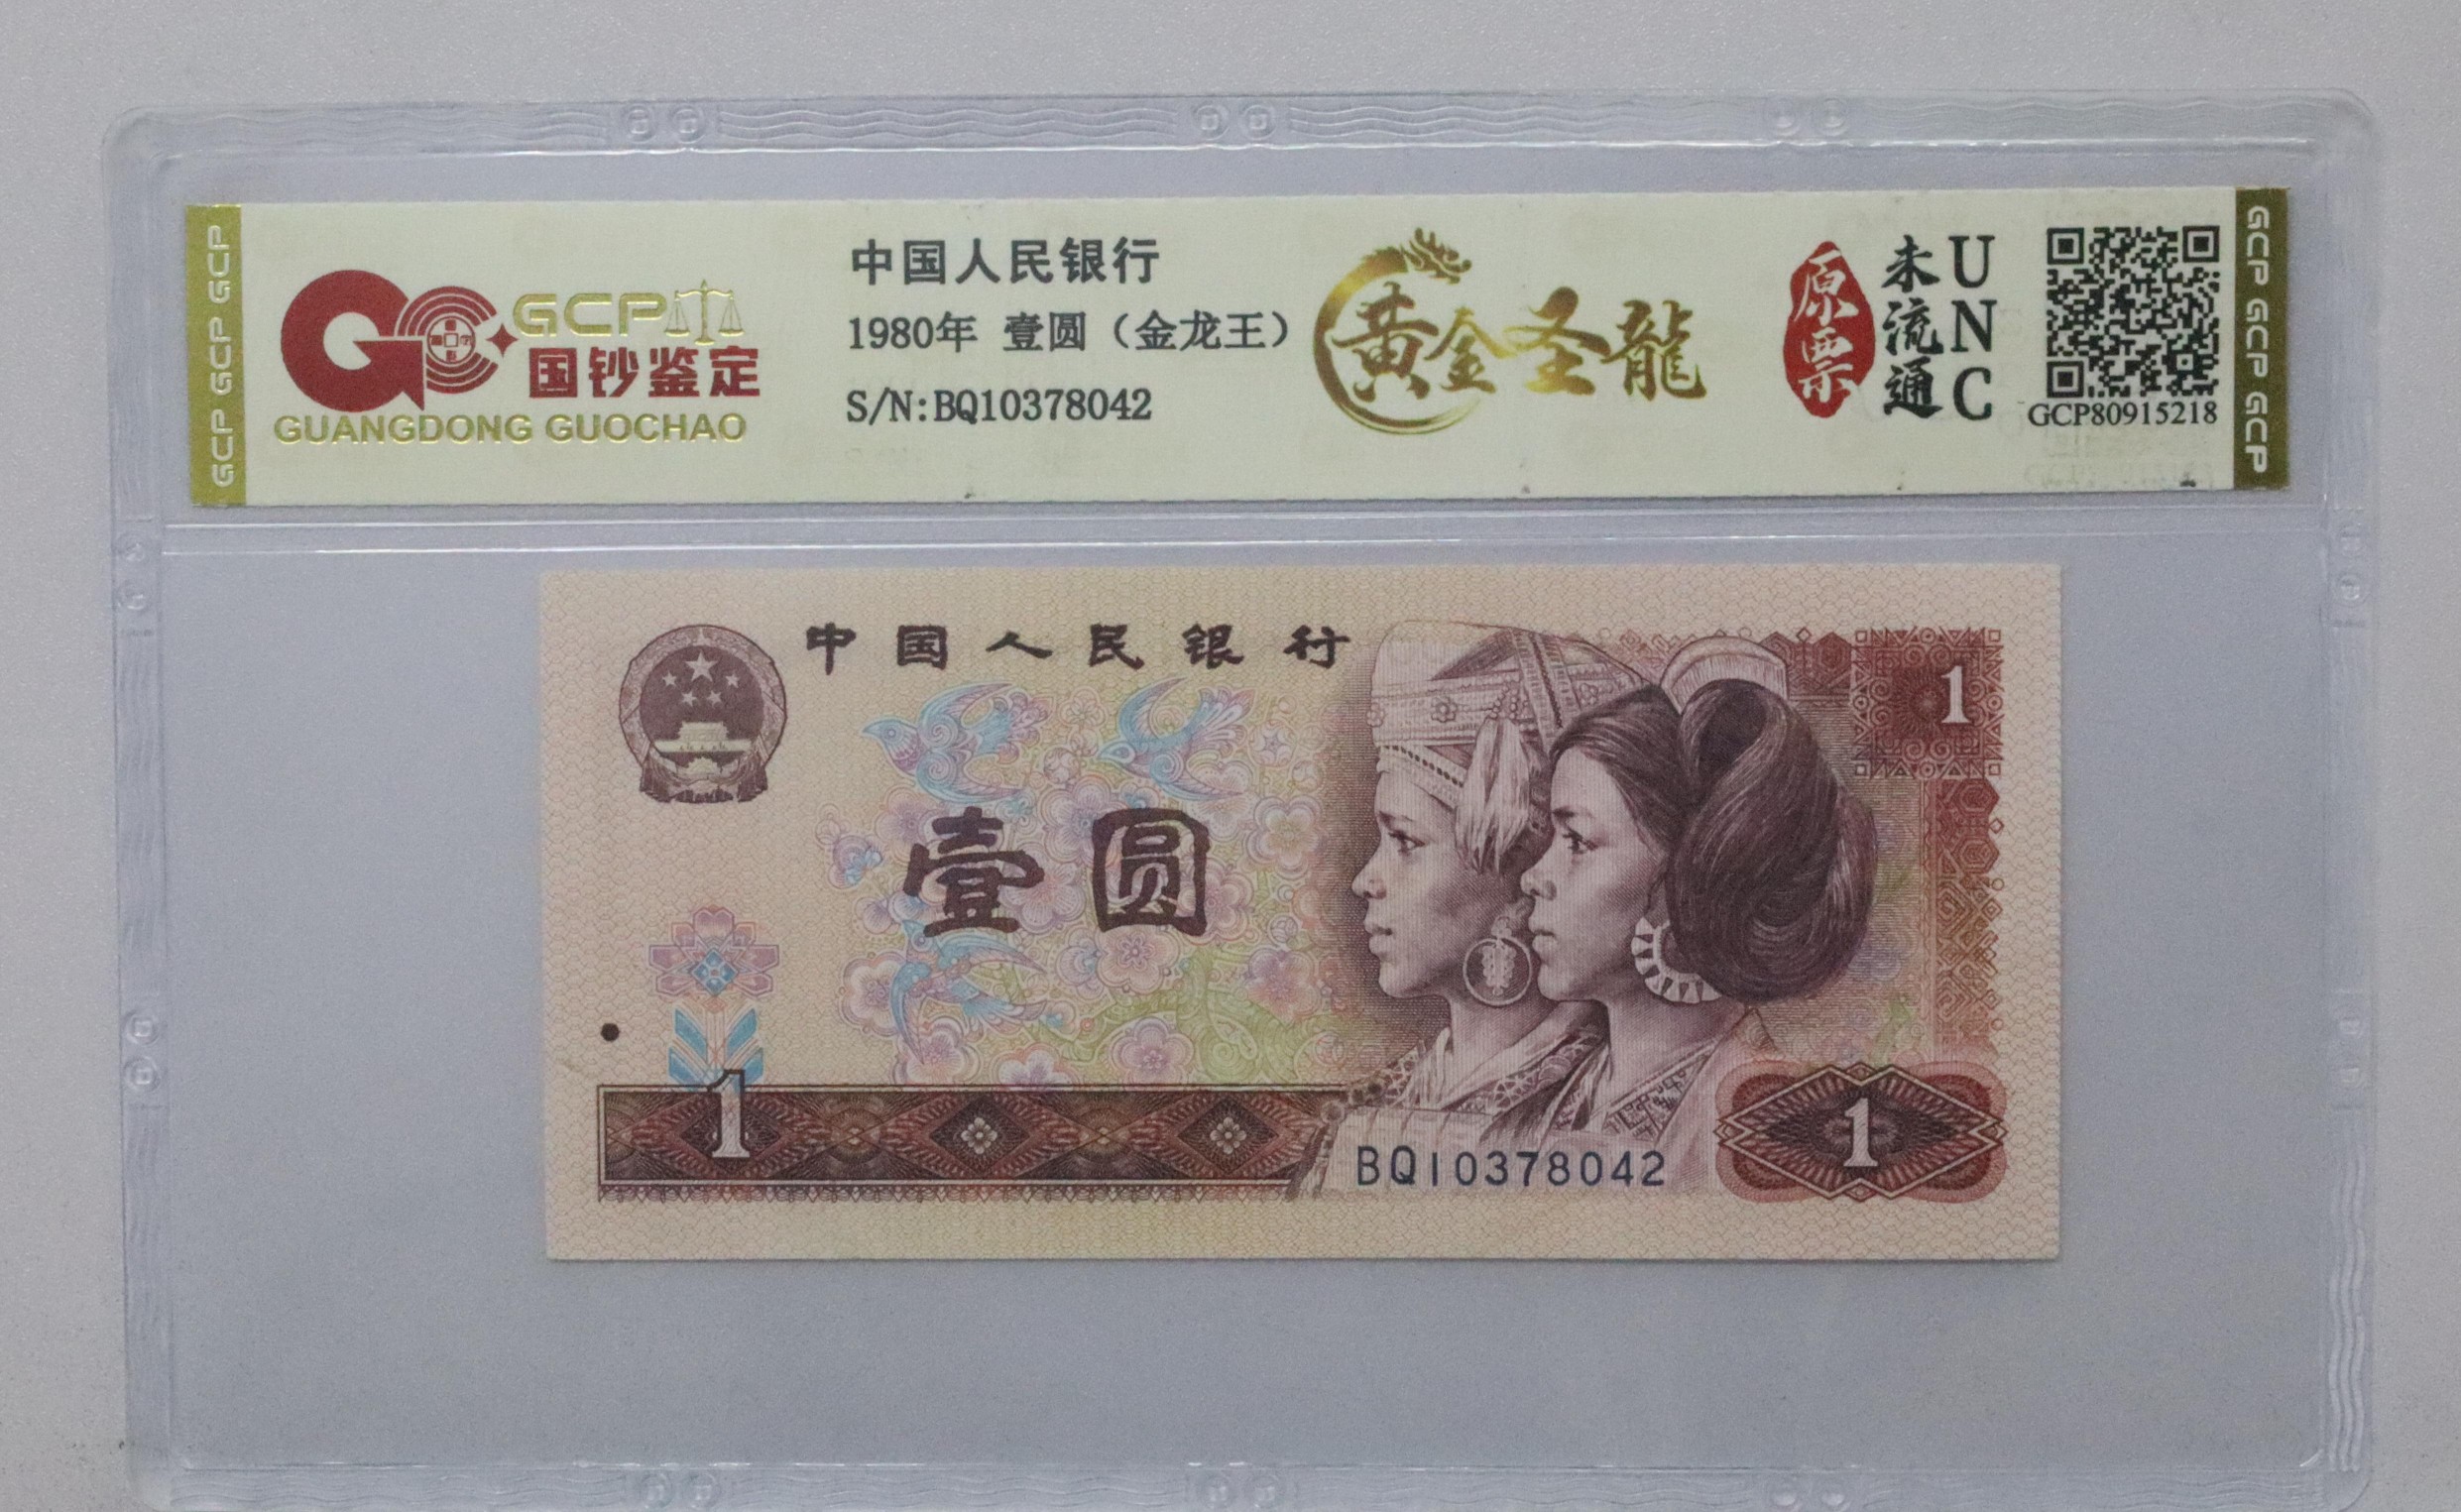 GCP GCP GCP
GCP
国钞鉴定
GUANGDONG GUOCHAO
中国人民银行
1980年 壹圆（金龙王）
S/N:BQ10378042
黄金圣龍
原票
未流通
UNC
GCP80915218
GCP GCP GCP
中国人民银行
1
壹圆
1
1
BQ10378042